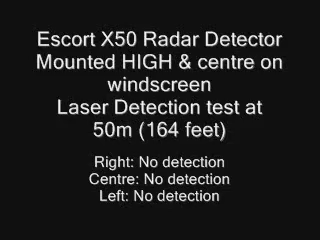 Escort X50 Radar Detector
Mounted HIGH & centre on
windscreen
Laser Detection test at
50m (164 feet)
Right: No detection
Centre: No detection
Left: No detection